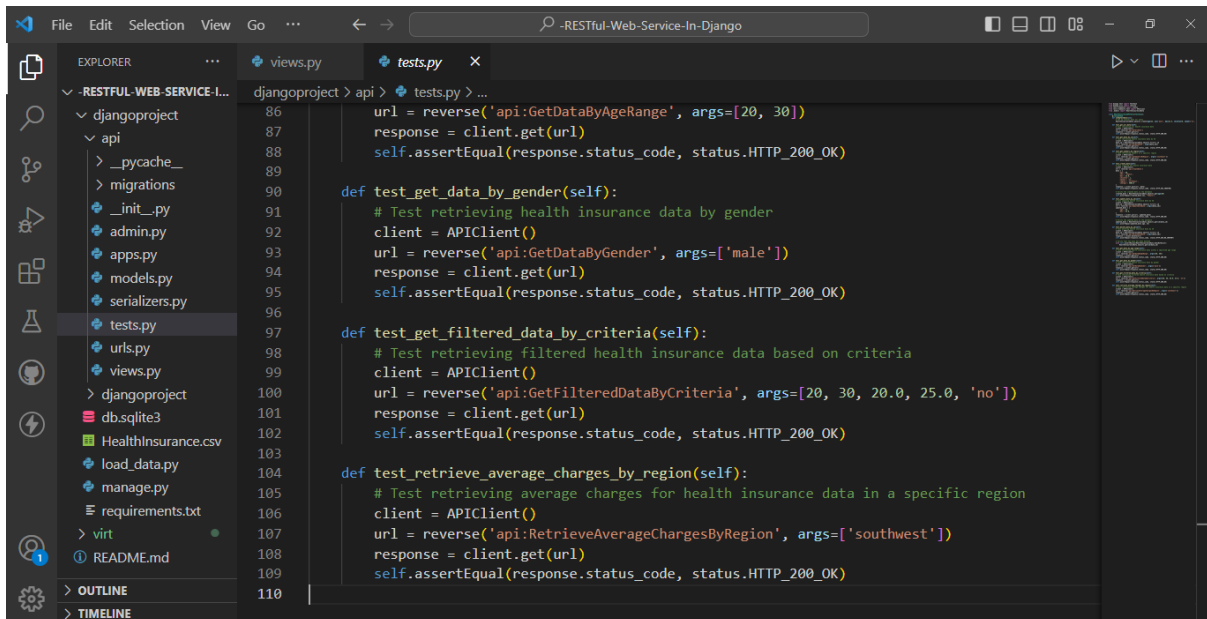 File Edit Selection View Go ··· ← → -RESTful-Web-Service-In-Django
EXPLORER ···
-RESTFUL-WEB-SERVICE-I...
djangoproject
api
__pycache__
migrations
__init__.py
admin.py
apps.py
models.py
serializers.py
tests.py
urls.py
views.py
djangoproject
db.sqlite3
HealthInsurance.csv
load_data.py
manage.py
requirements.txt
virt
README.md
OUTLINE
TIMELINE
1
views.py tests.py
djangoproject > api > tests.py > ...
86 url = reverse('api:GetDataByAgeRange', args=[20, 30])
87 response = client.get(url)
88 self.assertEqual(response.status_code, status.HTTP_200_OK)
89
90 def test_get_data_by_gender(self):
91 # Test retrieving health insurance data by gender
92 client = APIClient()
93 url = reverse('api:GetDataByGender', args=['male'])
94 response = client.get(url)
95 self.assertEqual(response.status_code, status.HTTP_200_OK)
96
97 def test_get_filtered_data_by_criteria(self):
98 # Test retrieving filtered health insurance data based on criteria
99 client = APIClient()
100 url = reverse('api:GetFilteredDataByCriteria', args=[20, 30, 20.0, 25.0, 'no'])
101 response = client.get(url)
102 self.assertEqual(response.status_code, status.HTTP_200_OK)
103
104 def test_retrieve_average_charges_by_region(self):
105 # Test retrieving average charges for health insurance data in a specific region
106 client = APIClient()
107 url = reverse('api:RetrieveAverageChargesByRegion', args=['southwest'])
108 response = client.get(url)
109 self.assertEqual(response.status_code, status.HTTP_200_OK)
110